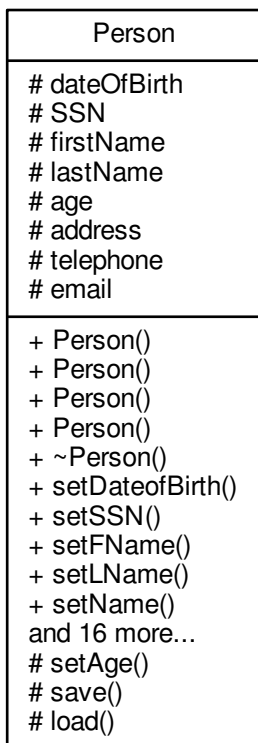 Person
# dateOfBirth
# SSN
# firstName
# lastName
# age
# address
# telephone
# email
+ Person()
+ Person()
+ Person()
+ Person()
+ ~Person()
+ setDateofBirth()
+ setSSN()
+ setFName()
+ setLName()
+ setName()
and 16 more...
# setAge()
# save()
# load()